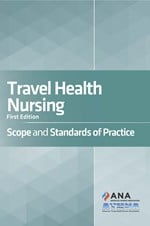 Travel Health
Nursing
First Edition
Scope and Standards of Practice
ANA